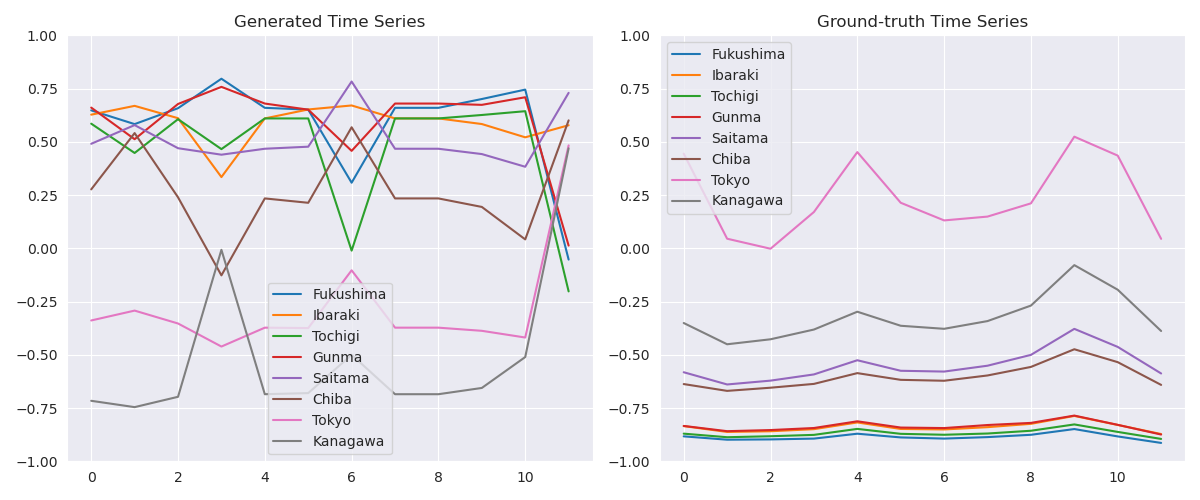 Generated Time Series
1.00
0.75
0.50
0.25
0.00
−0.25
−0.50
−0.75
−1.00
0 2 4 6 8 10
Fukushima
Ibaraki
Tochigi
Gunma
Saitama
Chiba
Tokyo
Kanagawa
Ground-truth Time Series
1.00
0.75
0.50
0.25
0.00
−0.25
−0.50
−0.75
−1.00
0 2 4 6 8 10
Fukushima
Ibaraki
Tochigi
Gunma
Saitama
Chiba
Tokyo
Kanagawa